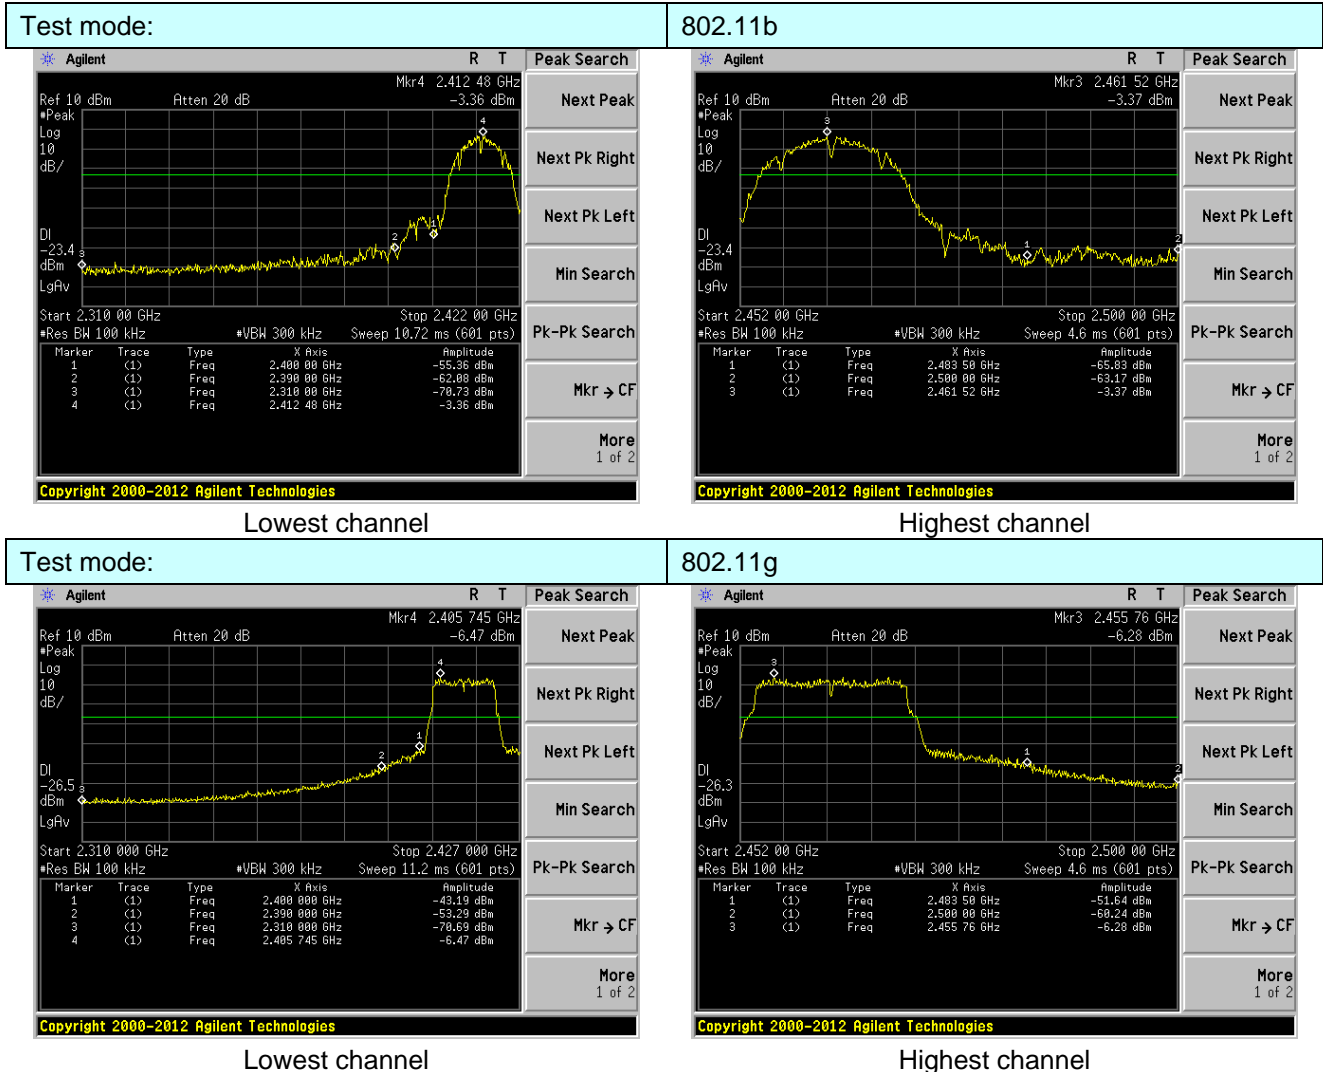 Test mode: 802.11b
Agilent R T Peak Search
Mkr4 2.412 48 GHz
Ref 10 dBm Atten 20 dB -3.36 dBm
#Peak
Log
10
dB/
DI
-23.4
dBm
LgAv
4
3
2
1
Start 2.310 00 GHz Stop 2.422 00 GHz
#Res BW 100 kHz #VBW 300 kHz Sweep 10.72 ms (601 pts)
Marker Trace Type X Axis Amplitude
1 (1) Freq 2.400 00 GHz -55.36 dBm
2 (1) Freq 2.390 00 GHz -62.08 dBm
3 (1) Freq 2.310 00 GHz -70.73 dBm
4 (1) Freq 2.412 48 GHz -3.36 dBm
Next Peak
Next Pk Right
Next Pk Left
Min Search
Pk-Pk Search
Mkr → CF
More
1 of 2
Copyright 2000-2012 Agilent Technologies
Lowest channel
Agilent R T Peak Search
Mkr3 2.461 52 GHz
Ref 10 dBm Atten 20 dB -3.37 dBm
#Peak
Log
10
dB/
DI
-23.4
dBm
LgAv
3
1
2
Start 2.452 00 GHz Stop 2.500 00 GHz
#Res BW 100 kHz #VBW 300 kHz Sweep 4.6 ms (601 pts)
Marker Trace Type X Axis Amplitude
1 (1) Freq 2.483 50 GHz -65.83 dBm
2 (1) Freq 2.500 00 GHz -63.17 dBm
3 (1) Freq 2.461 52 GHz -3.37 dBm
Next Peak
Next Pk Right
Next Pk Left
Min Search
Pk-Pk Search
Mkr → CF
More
1 of 2
Copyright 2000-2012 Agilent Technologies
Highest channel
Test mode: 802.11g
Agilent R T Peak Search
Mkr4 2.405 745 GHz
Ref 10 dBm Atten 20 dB -6.47 dBm
#Peak
Log
10
dB/
DI
-26.5
dBm
LgAv
4
3
2
1
Start 2.310 000 GHz Stop 2.427 000 GHz
#Res BW 100 kHz #VBW 300 kHz Sweep 11.2 ms (601 pts)
Marker Trace Type X Axis Amplitude
1 (1) Freq 2.400 000 GHz -43.19 dBm
2 (1) Freq 2.390 000 GHz -53.29 dBm
3 (1) Freq 2.310 000 GHz -70.69 dBm
4 (1) Freq 2.405 745 GHz -6.47 dBm
Next Peak
Next Pk Right
Next Pk Left
Min Search
Pk-Pk Search
Mkr → CF
More
1 of 2
Copyright 2000-2012 Agilent Technologies
Lowest channel
Agilent R T Peak Search
Mkr3 2.455 76 GHz
Ref 10 dBm Atten 20 dB -6.28 dBm
#Peak
Log
10
dB/
DI
-26.3
dBm
LgAv
3
1
2
Start 2.452 00 GHz Stop 2.500 00 GHz
#Res BW 100 kHz #VBW 300 kHz Sweep 4.6 ms (601 pts)
Marker Trace Type X Axis Amplitude
1 (1) Freq 2.483 50 GHz -51.64 dBm
2 (1) Freq 2.500 00 GHz -60.24 dBm
3 (1) Freq 2.455 76 GHz -6.28 dBm
Next Peak
Next Pk Right
Next Pk Left
Min Search
Pk-Pk Search
Mkr → CF
More
1 of 2
Copyright 2000-2012 Agilent Technologies
Highest channel